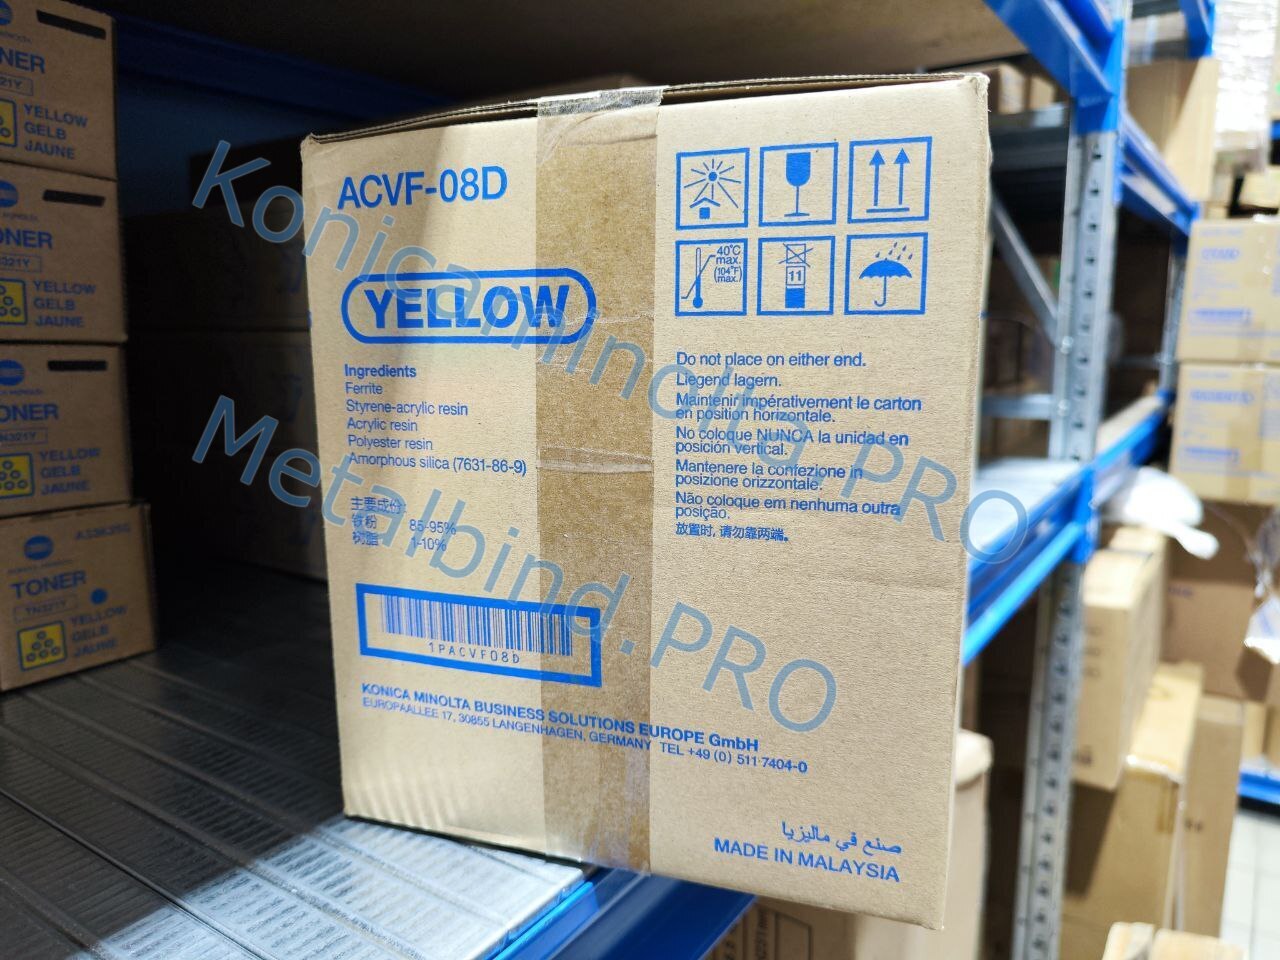 ACVF-08D
YELLOW
Ingredients
Ferrite
Styrene-acrylic resin
Acrylic resin
Polyester resin
Amorphous silica (7631-86-9)
主要成份:
铁粉 85-95%
树脂 1-10%
1PACVF08D
KONICA MINOLTA BUSINESS SOLUTIONS EUROPE GmbH
EUROPAALLEE 17, 30855 LANGENHAGEN, GERMANY TEL +49 (0) 511 7404-0
40°C
max.
(104°F
max.)
11
Do not place on either end.
Liegend lagern.
Maintenir impérativement le carton
en position horizontale.
No coloque NUNCA la unidad en
posición vertical.
Mantenere la confezione in
posizione orizzontale.
Não coloque em nenhuma outra
posição.
放置时, 请勿靠两端。
صنع في ماليزيا
MADE IN MALAYSIA
Konicaminolta.PRO
Metalbind.PRO
NER
321Y
YELLOW
GELB
JAUNE
ONER
321Y
YELLOW
GELB
JAUNE
ONER
N321Y
YELLOW
GELB
JAUNE
TONER
TN321Y
YELLOW
GELB
JAUNE